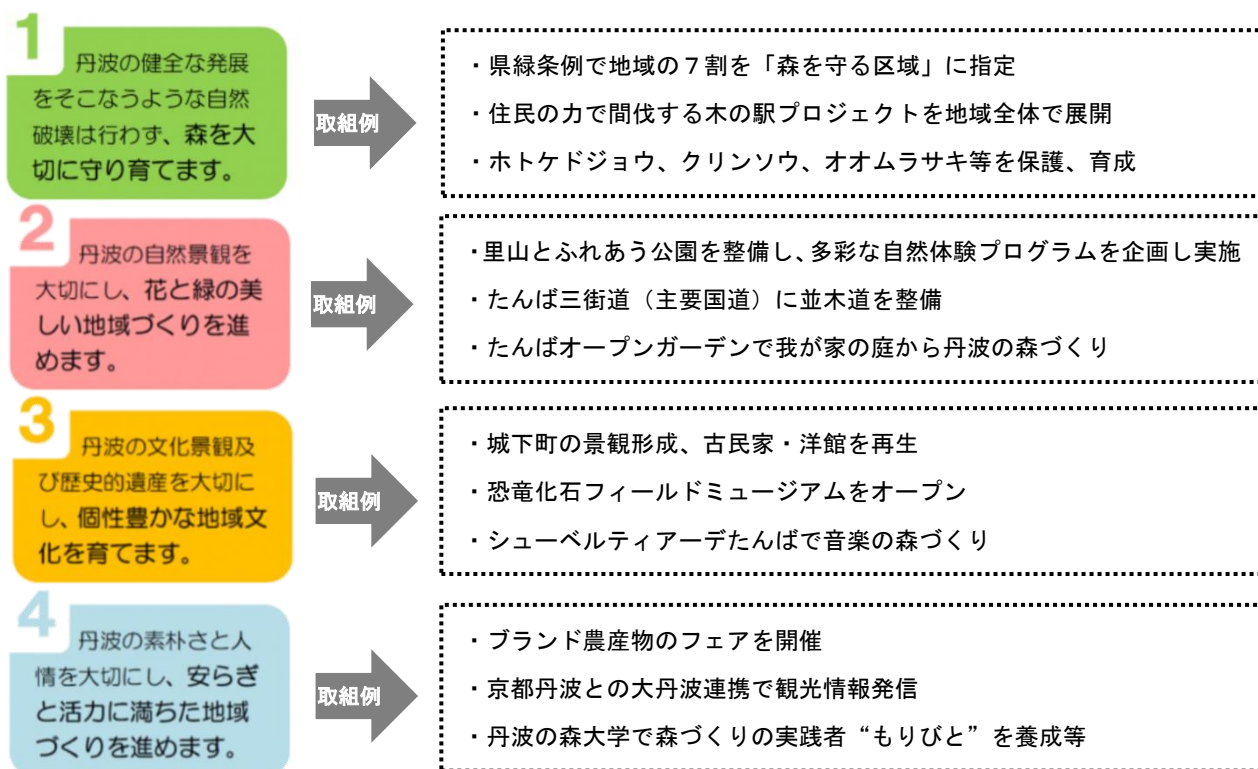 1
丹波の健全な発展
をそこなうような自然
破壊は行わず、森を大
切に守り育てます。
取組例
・県緑条例で地域の７割を「森を守る区域」に指定
・住民の力で間伐する木の駅プロジェクトを地域全体で展開
・ホトケドジョウ、クリンソウ、オオムラサキ等を保護、育成
2
丹波の自然景観を
大切にし、花と緑の美
しい地域づくりを進
めます。
取組例
・里山とふれあう公園を整備し、多彩な自然体験プログラムを企画し実施
・たんば三街道（主要国道）に並木道を整備
・たんばオープンガーデンで我が家の庭から丹波の森づくり
3
丹波の文化景観及
び歴史的遺産を大切に
し、個性豊かな地域文
化を育てます。
取組例
・城下町の景観形成、古民家・洋館を再生
・恐竜化石フィールドミュージアムをオープン
・シューベルティアーデたんばで音楽の森づくり
4
丹波の素朴さと人
情を大切にし、安らぎ
と活力に満ちた地域
づくりを進めます。
取組例
・ブランド農産物のフェアを開催
・京都丹波との大丹波連携で観光情報発信
・丹波の森大学で森づくりの実践者“もりびと”を養成等